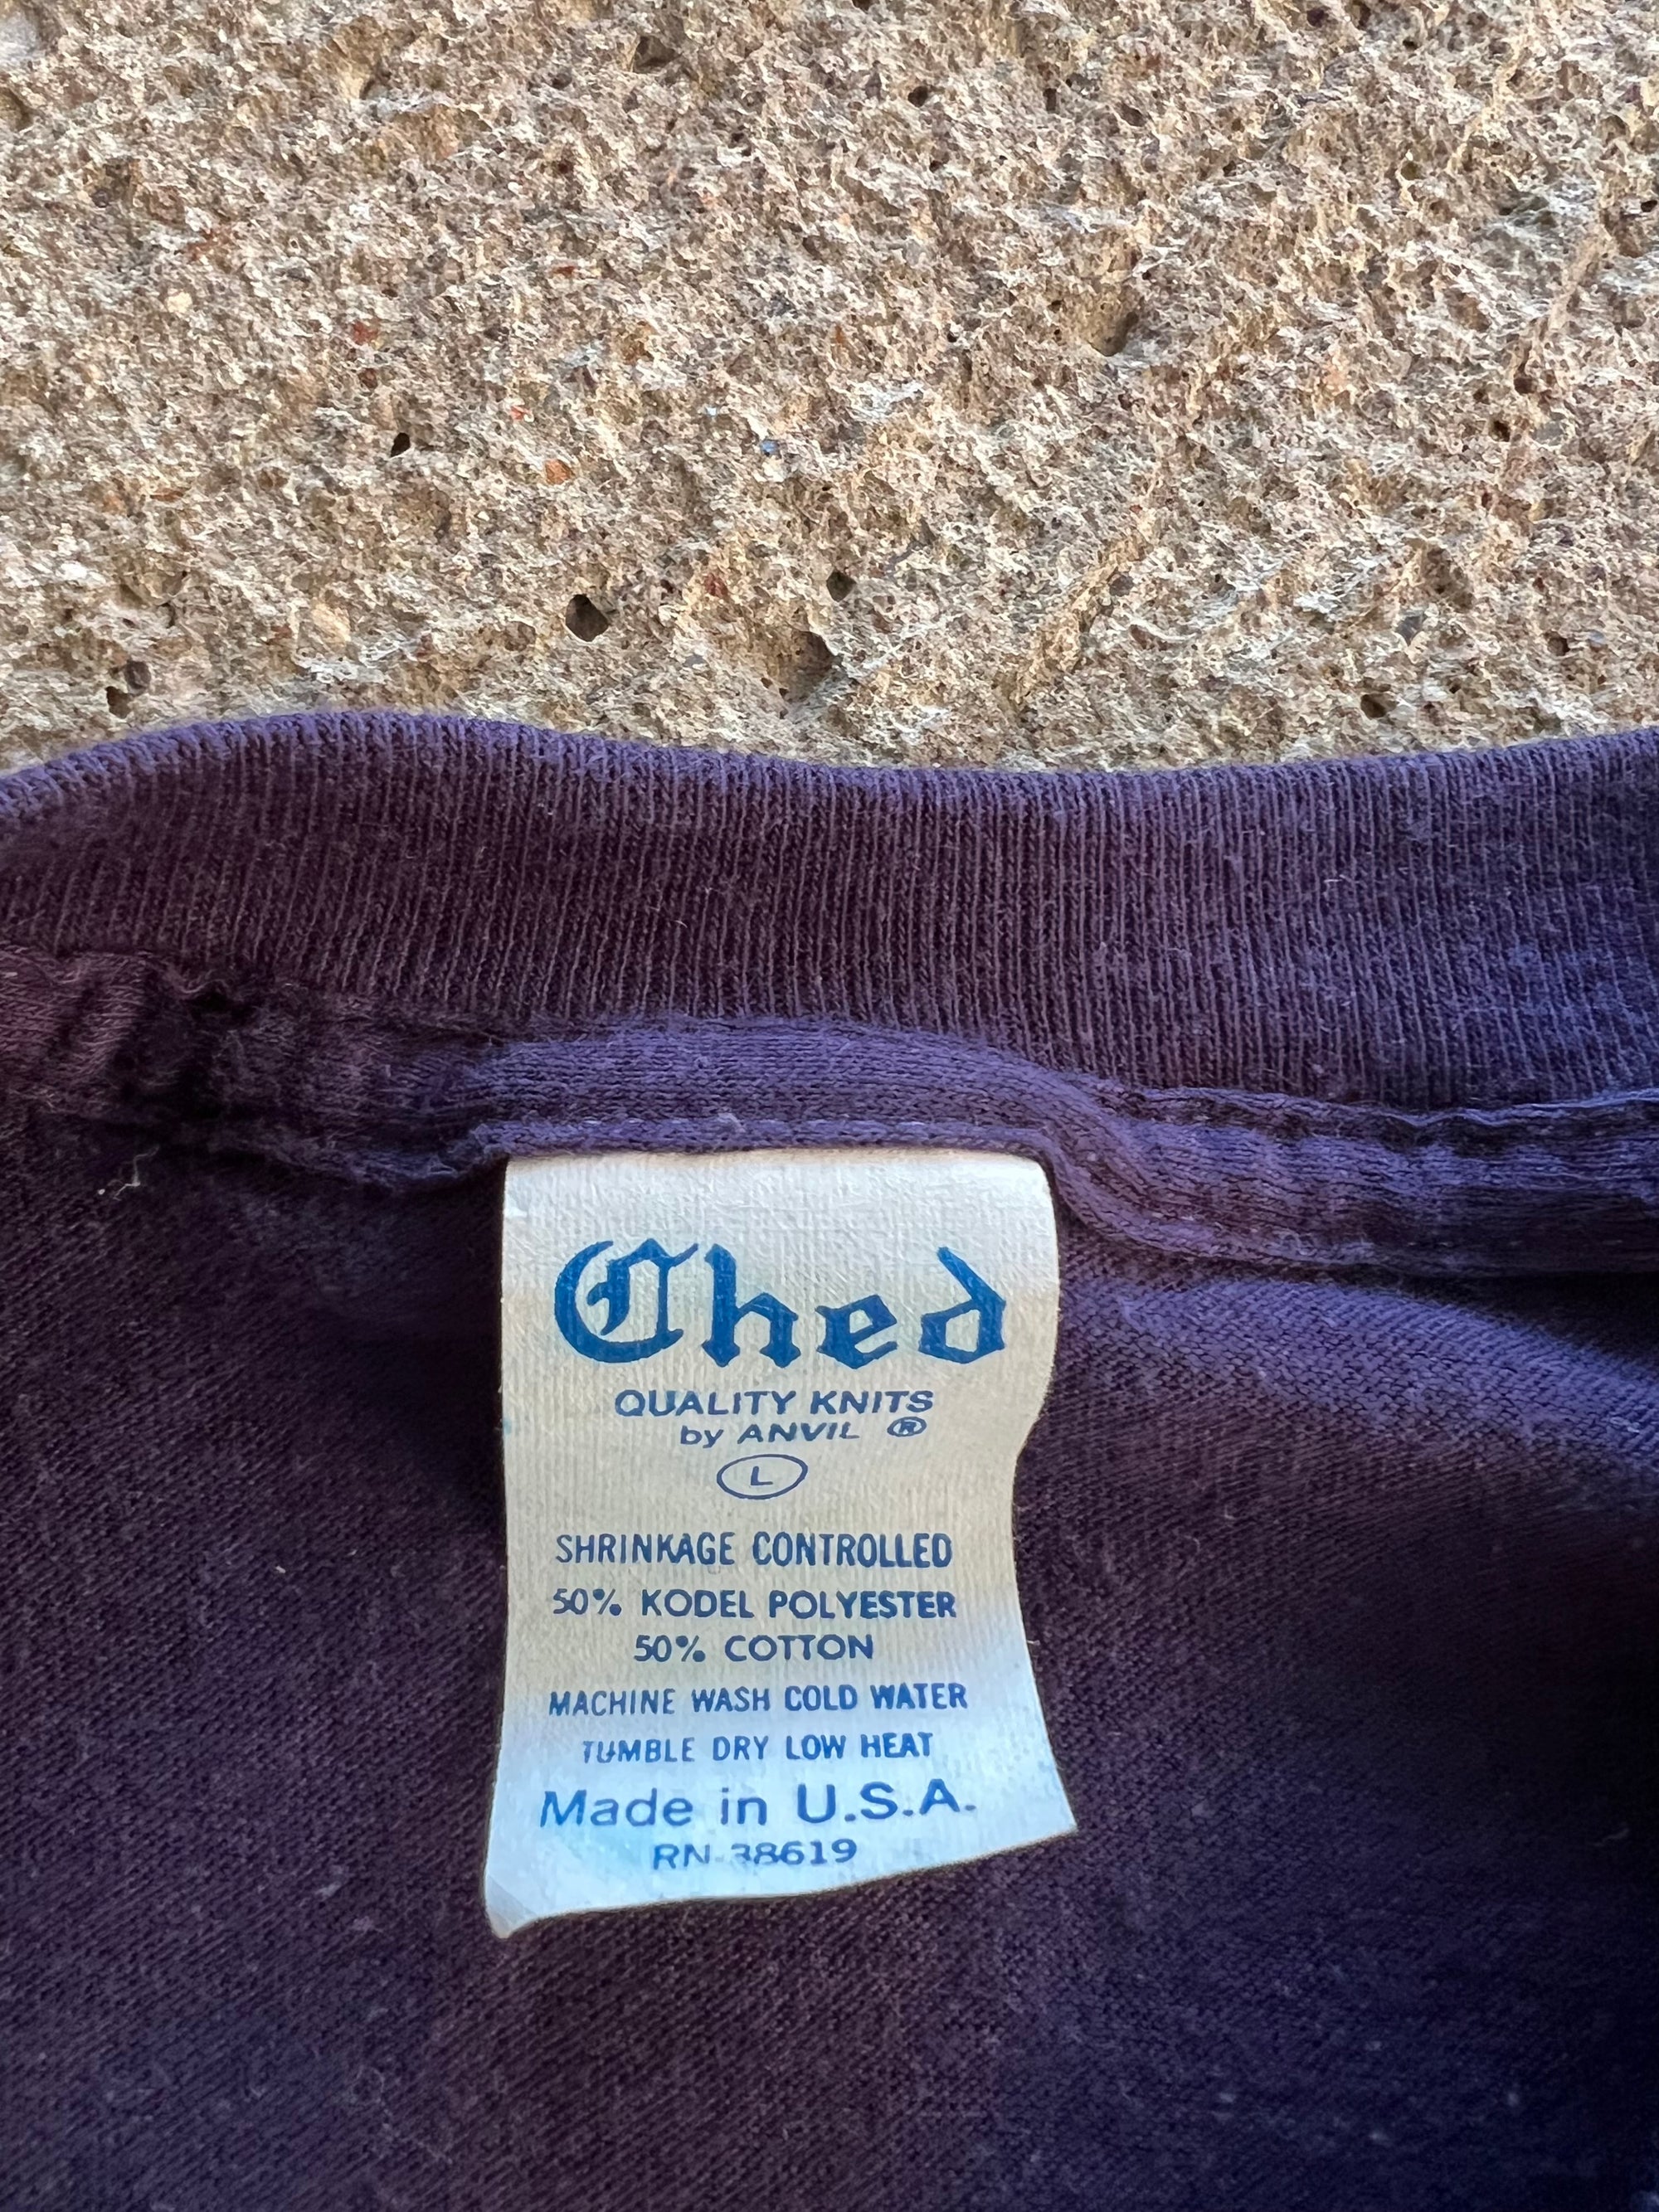 Ched
QUALITY KNITS
by ANVIL ®
L
SHRINKAGE CONTROLLED
50% KODEL POLYESTER
50% COTTON
MACHINE WASH COLD WATER
TUMBLE DRY LOW HEAT
Made in U.S.A.
RN 38619